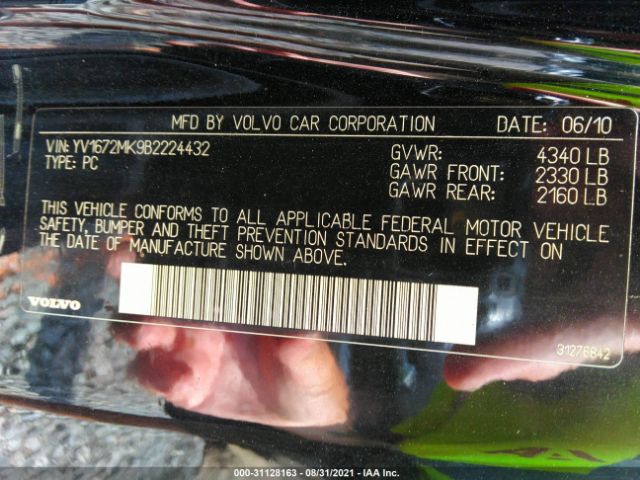 MFD BY VOLVO CAR CORPORATION DATE: 06/10
VIN: YV1672MK9B2224432
TYPE: PC
GVWR: 4340 LB
GAWR FRONT: 2330 LB
GAWR REAR: 2160 LB
THIS VEHICLE CONFORMS TO ALL APPLICABLE FEDERAL MOTOR VEHICLE
SAFETY, BUMPER AND THEFT PREVENTION STANDARDS IN EFFECT ON
THE DATE OF MANUFACTURE SHOWN ABOVE.
VOLVO
31276842
000-31128163 - 08/31/2021 - IAA Inc.